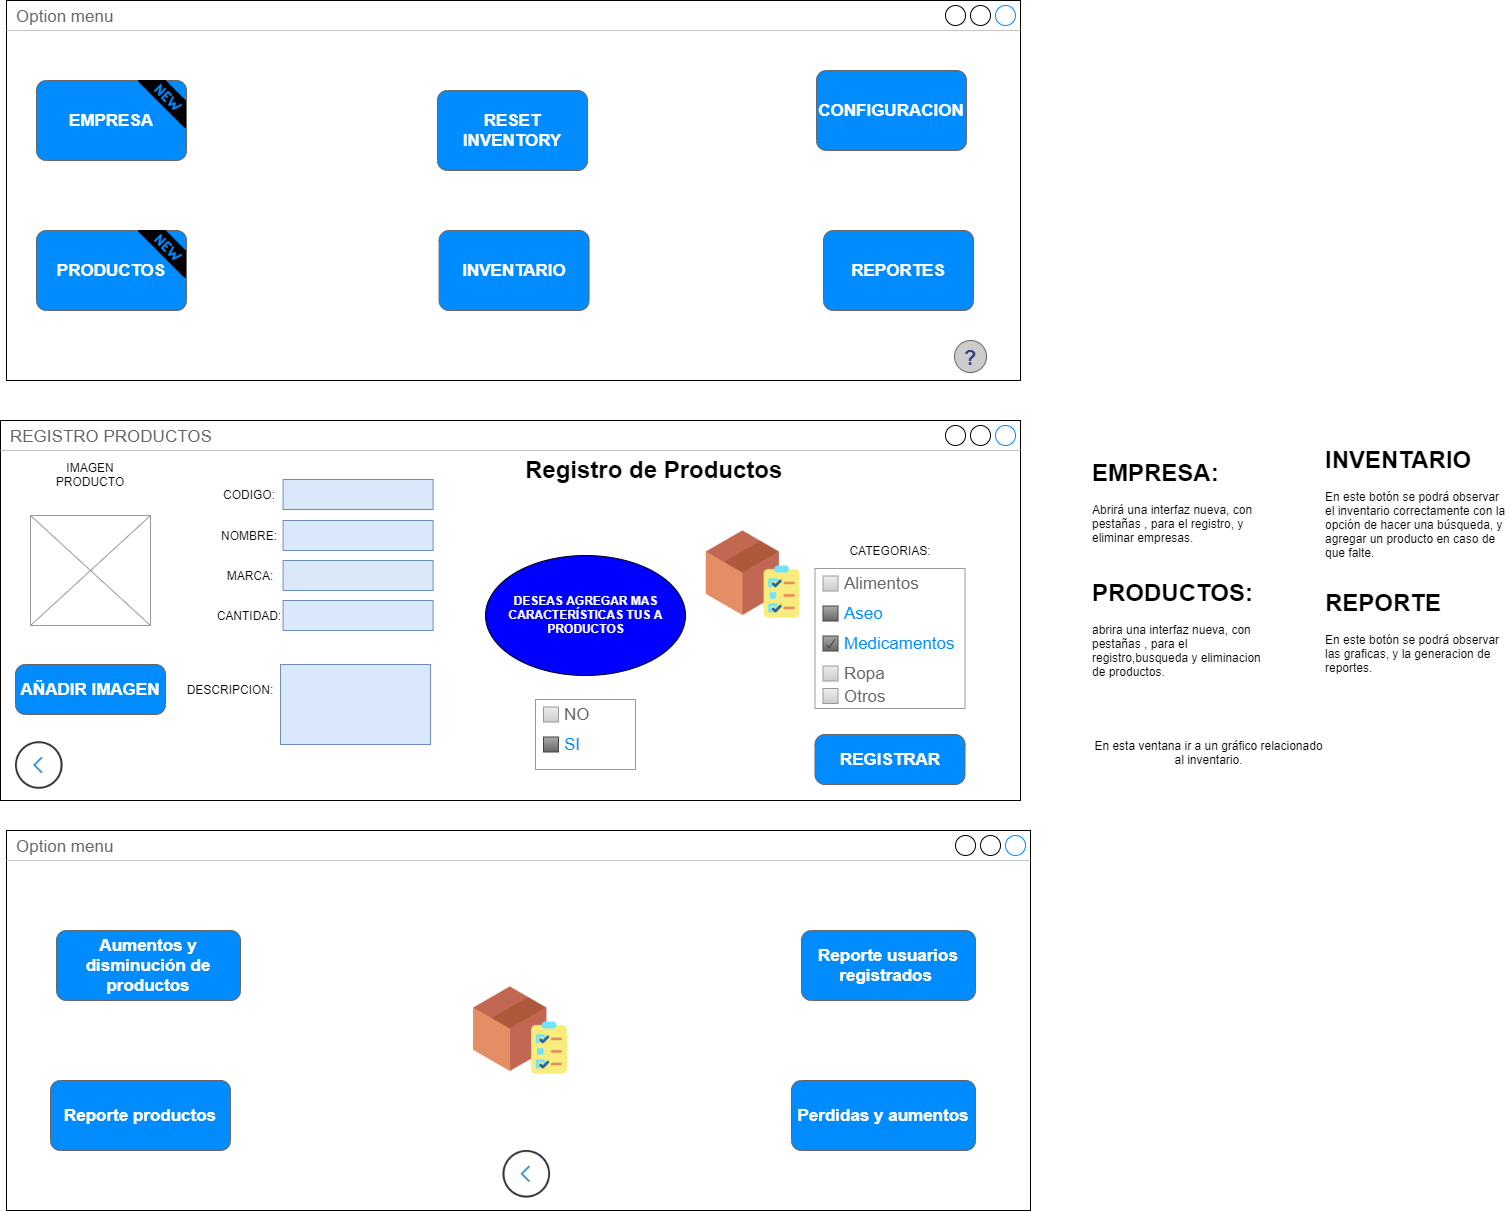 Option menu
EMPRESA
NEW
RESET
INVENTORY
CONFIGURACION
PRODUCTOS
NEW
INVENTARIO
REPORTES
?
REGISTRO PRODUCTOS
IMAGEN
PRODUCTO
AÑADIR IMAGEN
CODIGO:
NOMBRE:
MARCA:
CANTIDAD:
DESCRIPCION:
Registro de Productos
DESEAS AGREGAR MAS
CARACTERÍSTICAS TUS A
PRODUCTOS
NO
SI
CATEGORIAS:
Alimentos
Aseo
Medicamentos
Ropa
Otros
REGISTRAR
EMPRESA:
Abrirá una interfaz nueva, con
pestañas , para el registro, y
eliminar empresas.
PRODUCTOS:
abrira una interfaz nueva, con
pestañas , para el
registro,busqueda y eliminacion
de productos.
INVENTARIO
En este botón se podrá observar
el inventario correctamente con la
opción de hacer una búsqueda, y
agregar un producto en caso de
que falte.
REPORTE
En este botón se podrá observar
las graficas, y la generacion de
reportes.
En esta ventana ir a un gráfico relacionado
al inventario.
Option menu
Aumentos y
disminución de
productos
Reporte usuarios
registrados
Reporte productos
Perdidas y aumentos